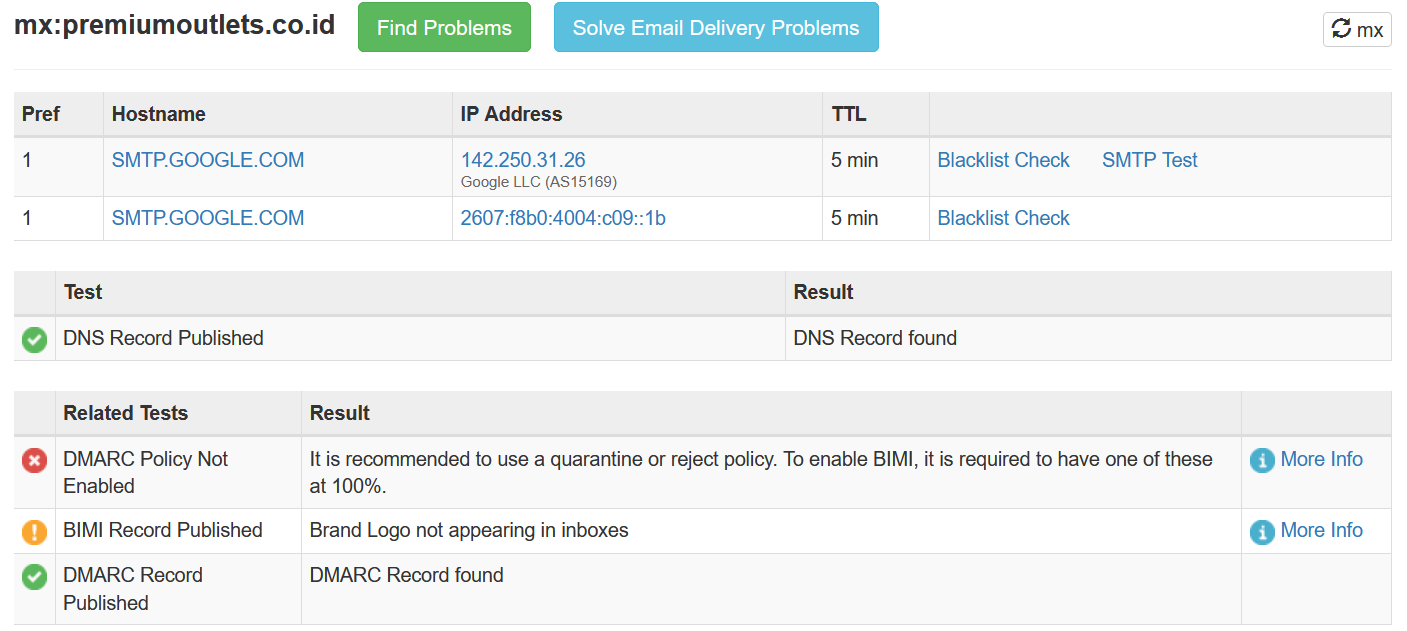 mx:premiumoutlets.co.id Find Problems Solve Email Delivery Problems mx
Pref Hostname IP Address TTL
1 SMTP.GOOGLE.COM 142.250.31.26 5 min Blacklist Check SMTP Test
Google LLC (AS15169)
1 SMTP.GOOGLE.COM 2607:f8b0:4004:c09::1b 5 min Blacklist Check
Test Result
DNS Record Published DNS Record found
Related Tests Result
DMARC Policy Not It is recommended to use a quarantine or reject policy. To enable BIMI, it is required to have one of these More Info
Enabled at 100%.
BIMI Record Published Brand Logo not appearing in inboxes More Info
DMARC Record DMARC Record found
Published